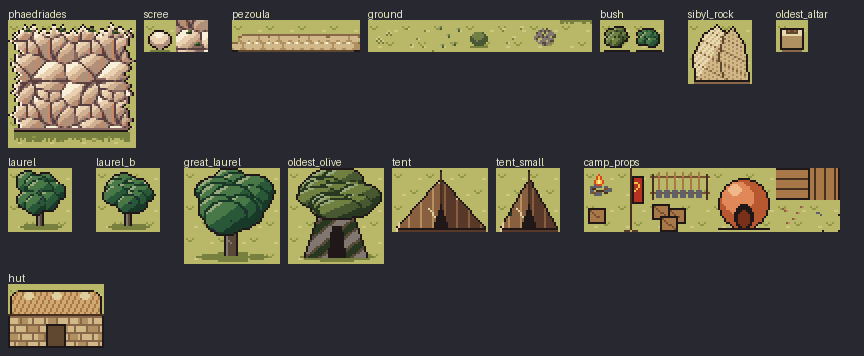 phaedriades
scree
pezoula
ground
bush
sibyl_rock
oldest_altar
laurel
laurel_b
great_laurel
oldest_olive
tent
tent_small
camp_props
hut